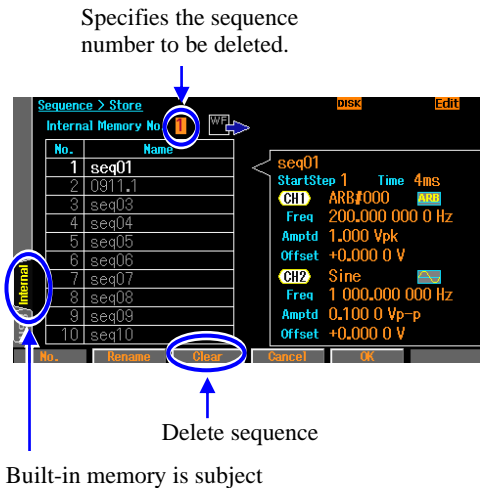 Specifies the sequence
number to be deleted.
Sequence > Store
DISK
Edit
Internal Memory No. 1
WF
No. Name
1 seq01
2 0911.1
3 seq03
4 seq04
5 seq05
6 seq06
7 seq07
8 seq08
9 seq09
10 seq10
Internal
seq01
StartStep 1 Time 4ms
CH1 ARB#000 ARB
Freq 200.000 000 0 Hz
Amptd 1.000 Vpk
Offset +0.000 0 V
CH2 Sine
Freq 1 000.000 000 Hz
Amptd 0.100 0 Vp-p
Offset +0.000 0 V
No. Rename Clear Cancel OK
Delete sequence
Built-in memory is subject